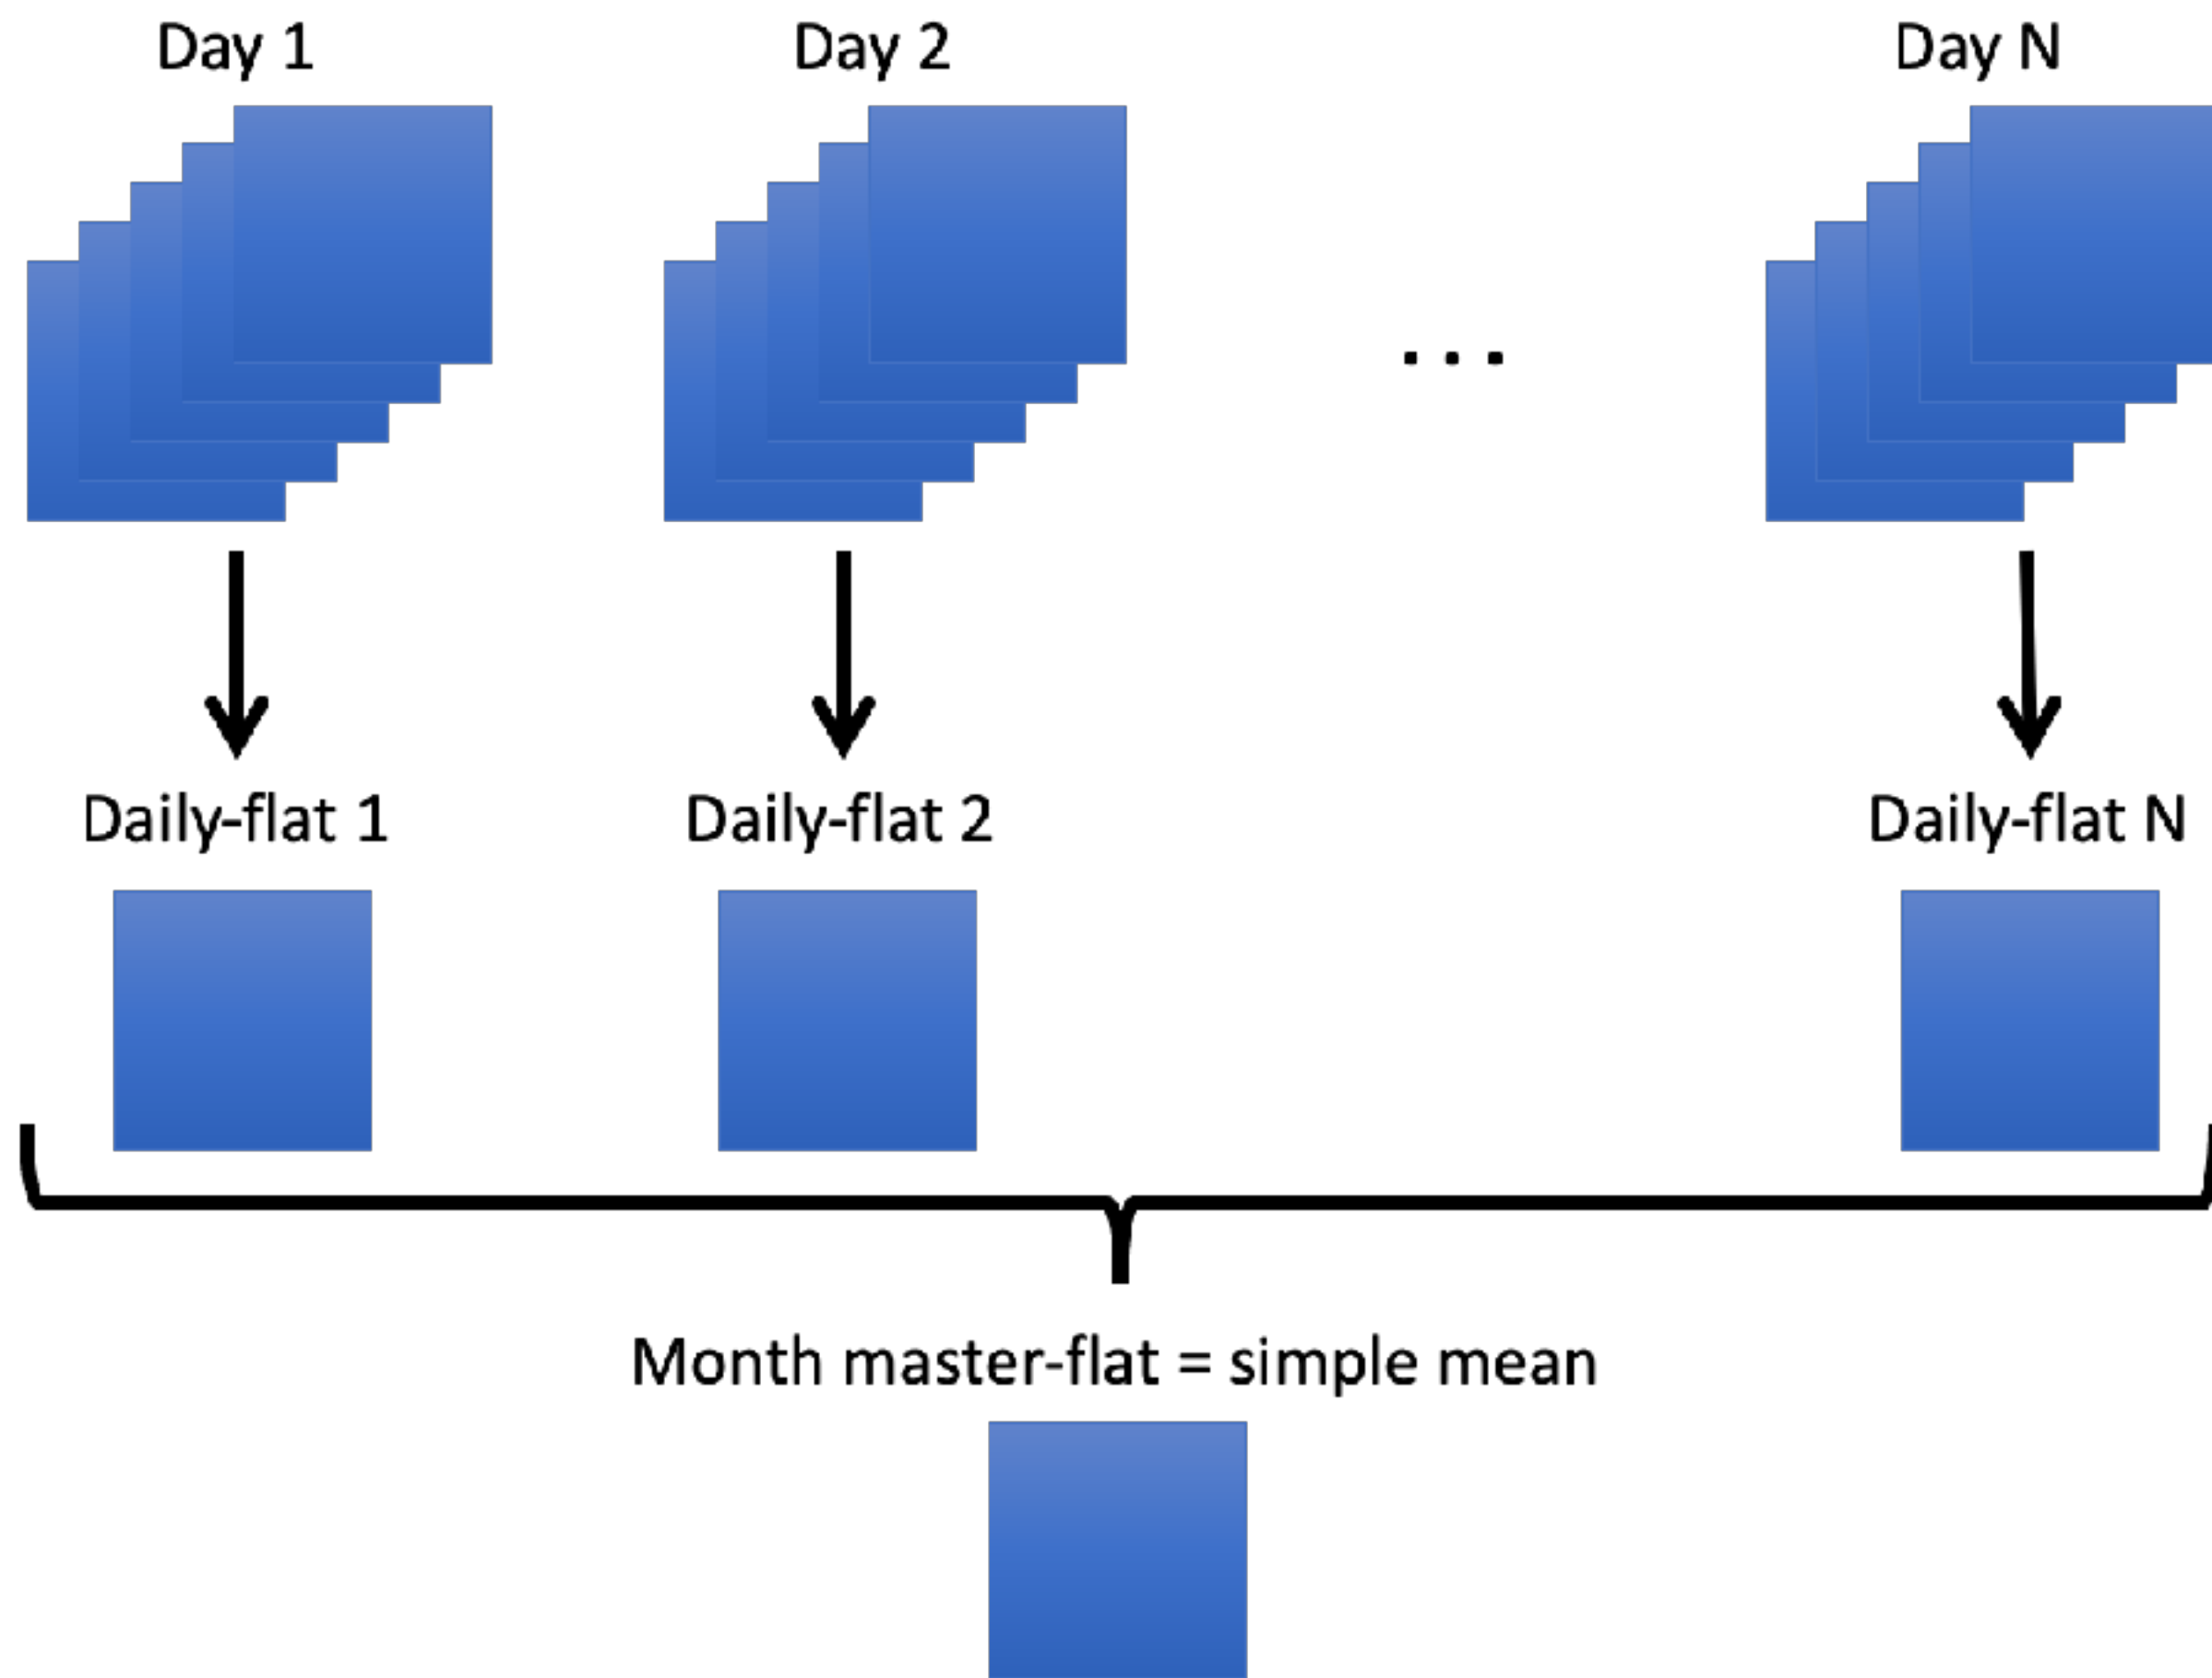 Day 1
Day 2
...
Day N
Daily-flat 1
Daily-flat 2
Daily-flat N
Month master-flat = simple mean